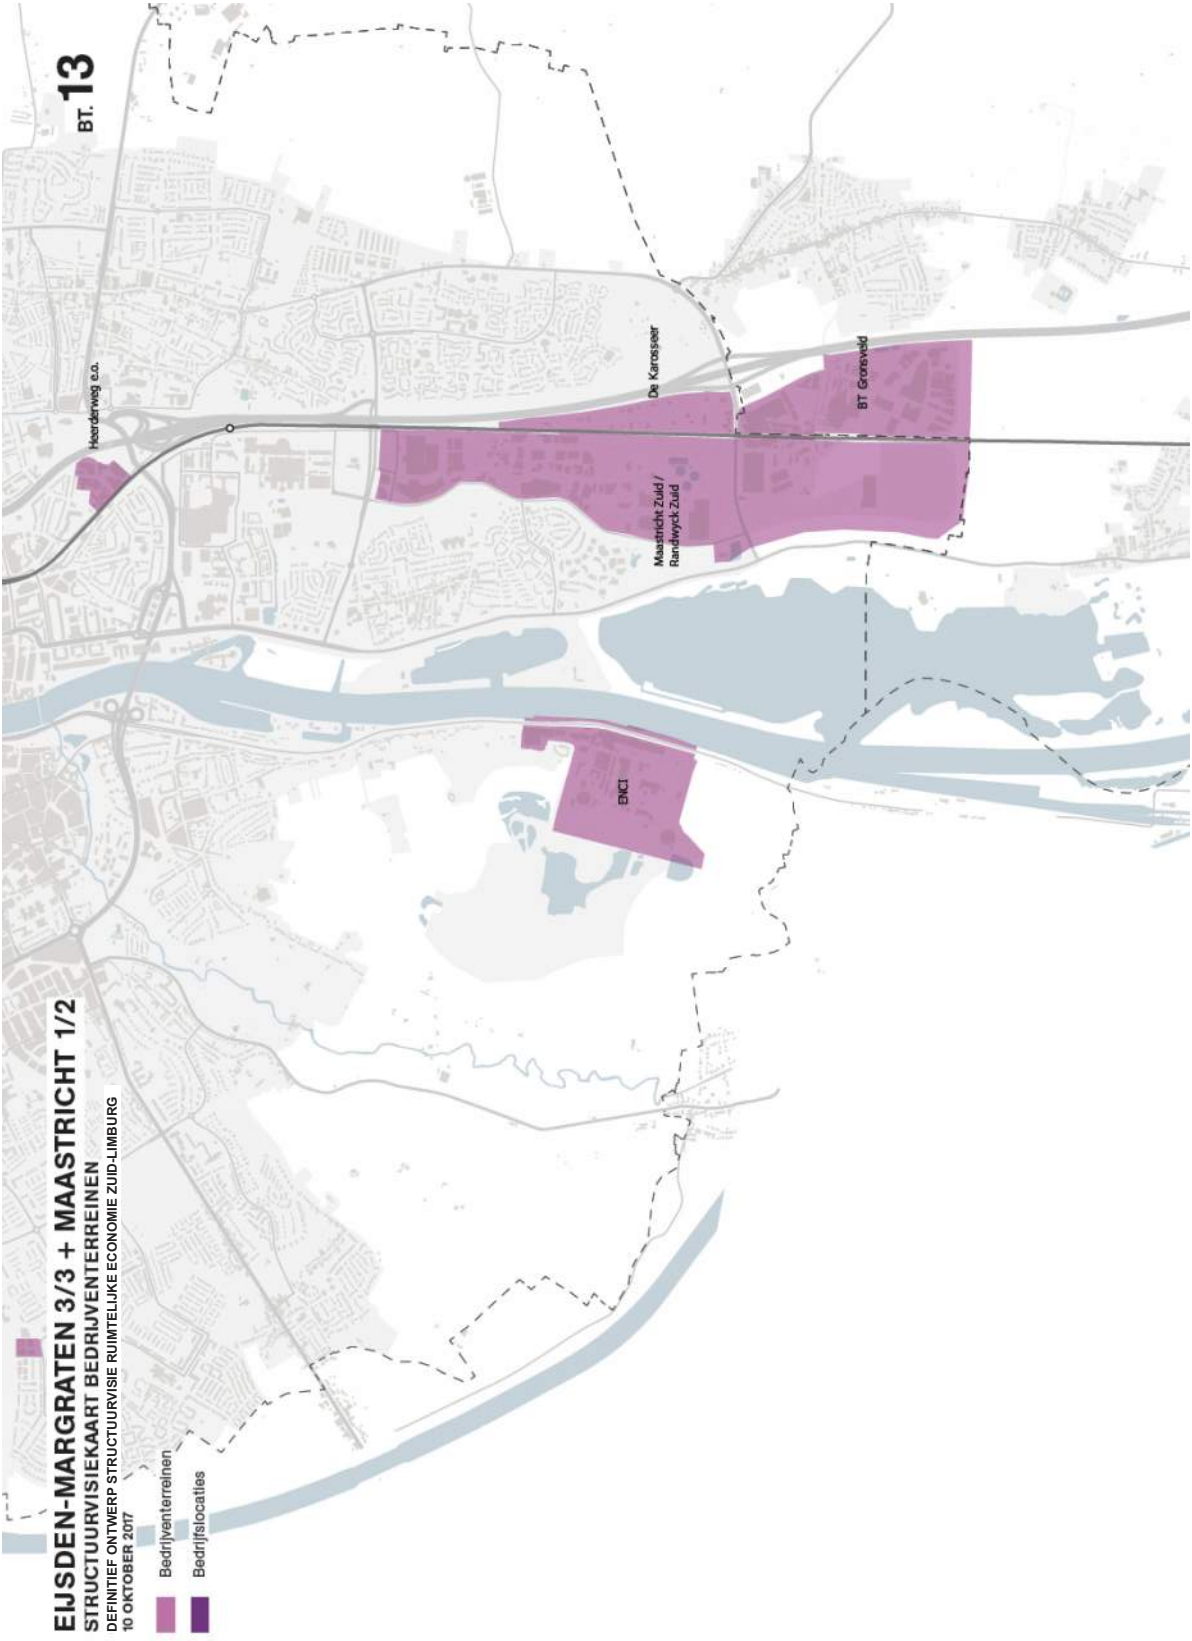 EIJSDEN-MARGRATEN 3/3 + MAASTRICHT 1/2
STRUCTUURVISIEKAART BEDRIJVENTERREINEN
DEFINITIEF ONTWERP STRUCTUURVISIE RUIMTELIJKE ECONOMIE ZUID-LIMBURG
10 OKTOBER 2017
Bedrijventerreinen
Bedrijfslocaties
BT. 13
Heerderweg e.o.
De Karosseer
BT Gronsveld
Maastricht Zuid /
Randwyck Zuid
ENCI